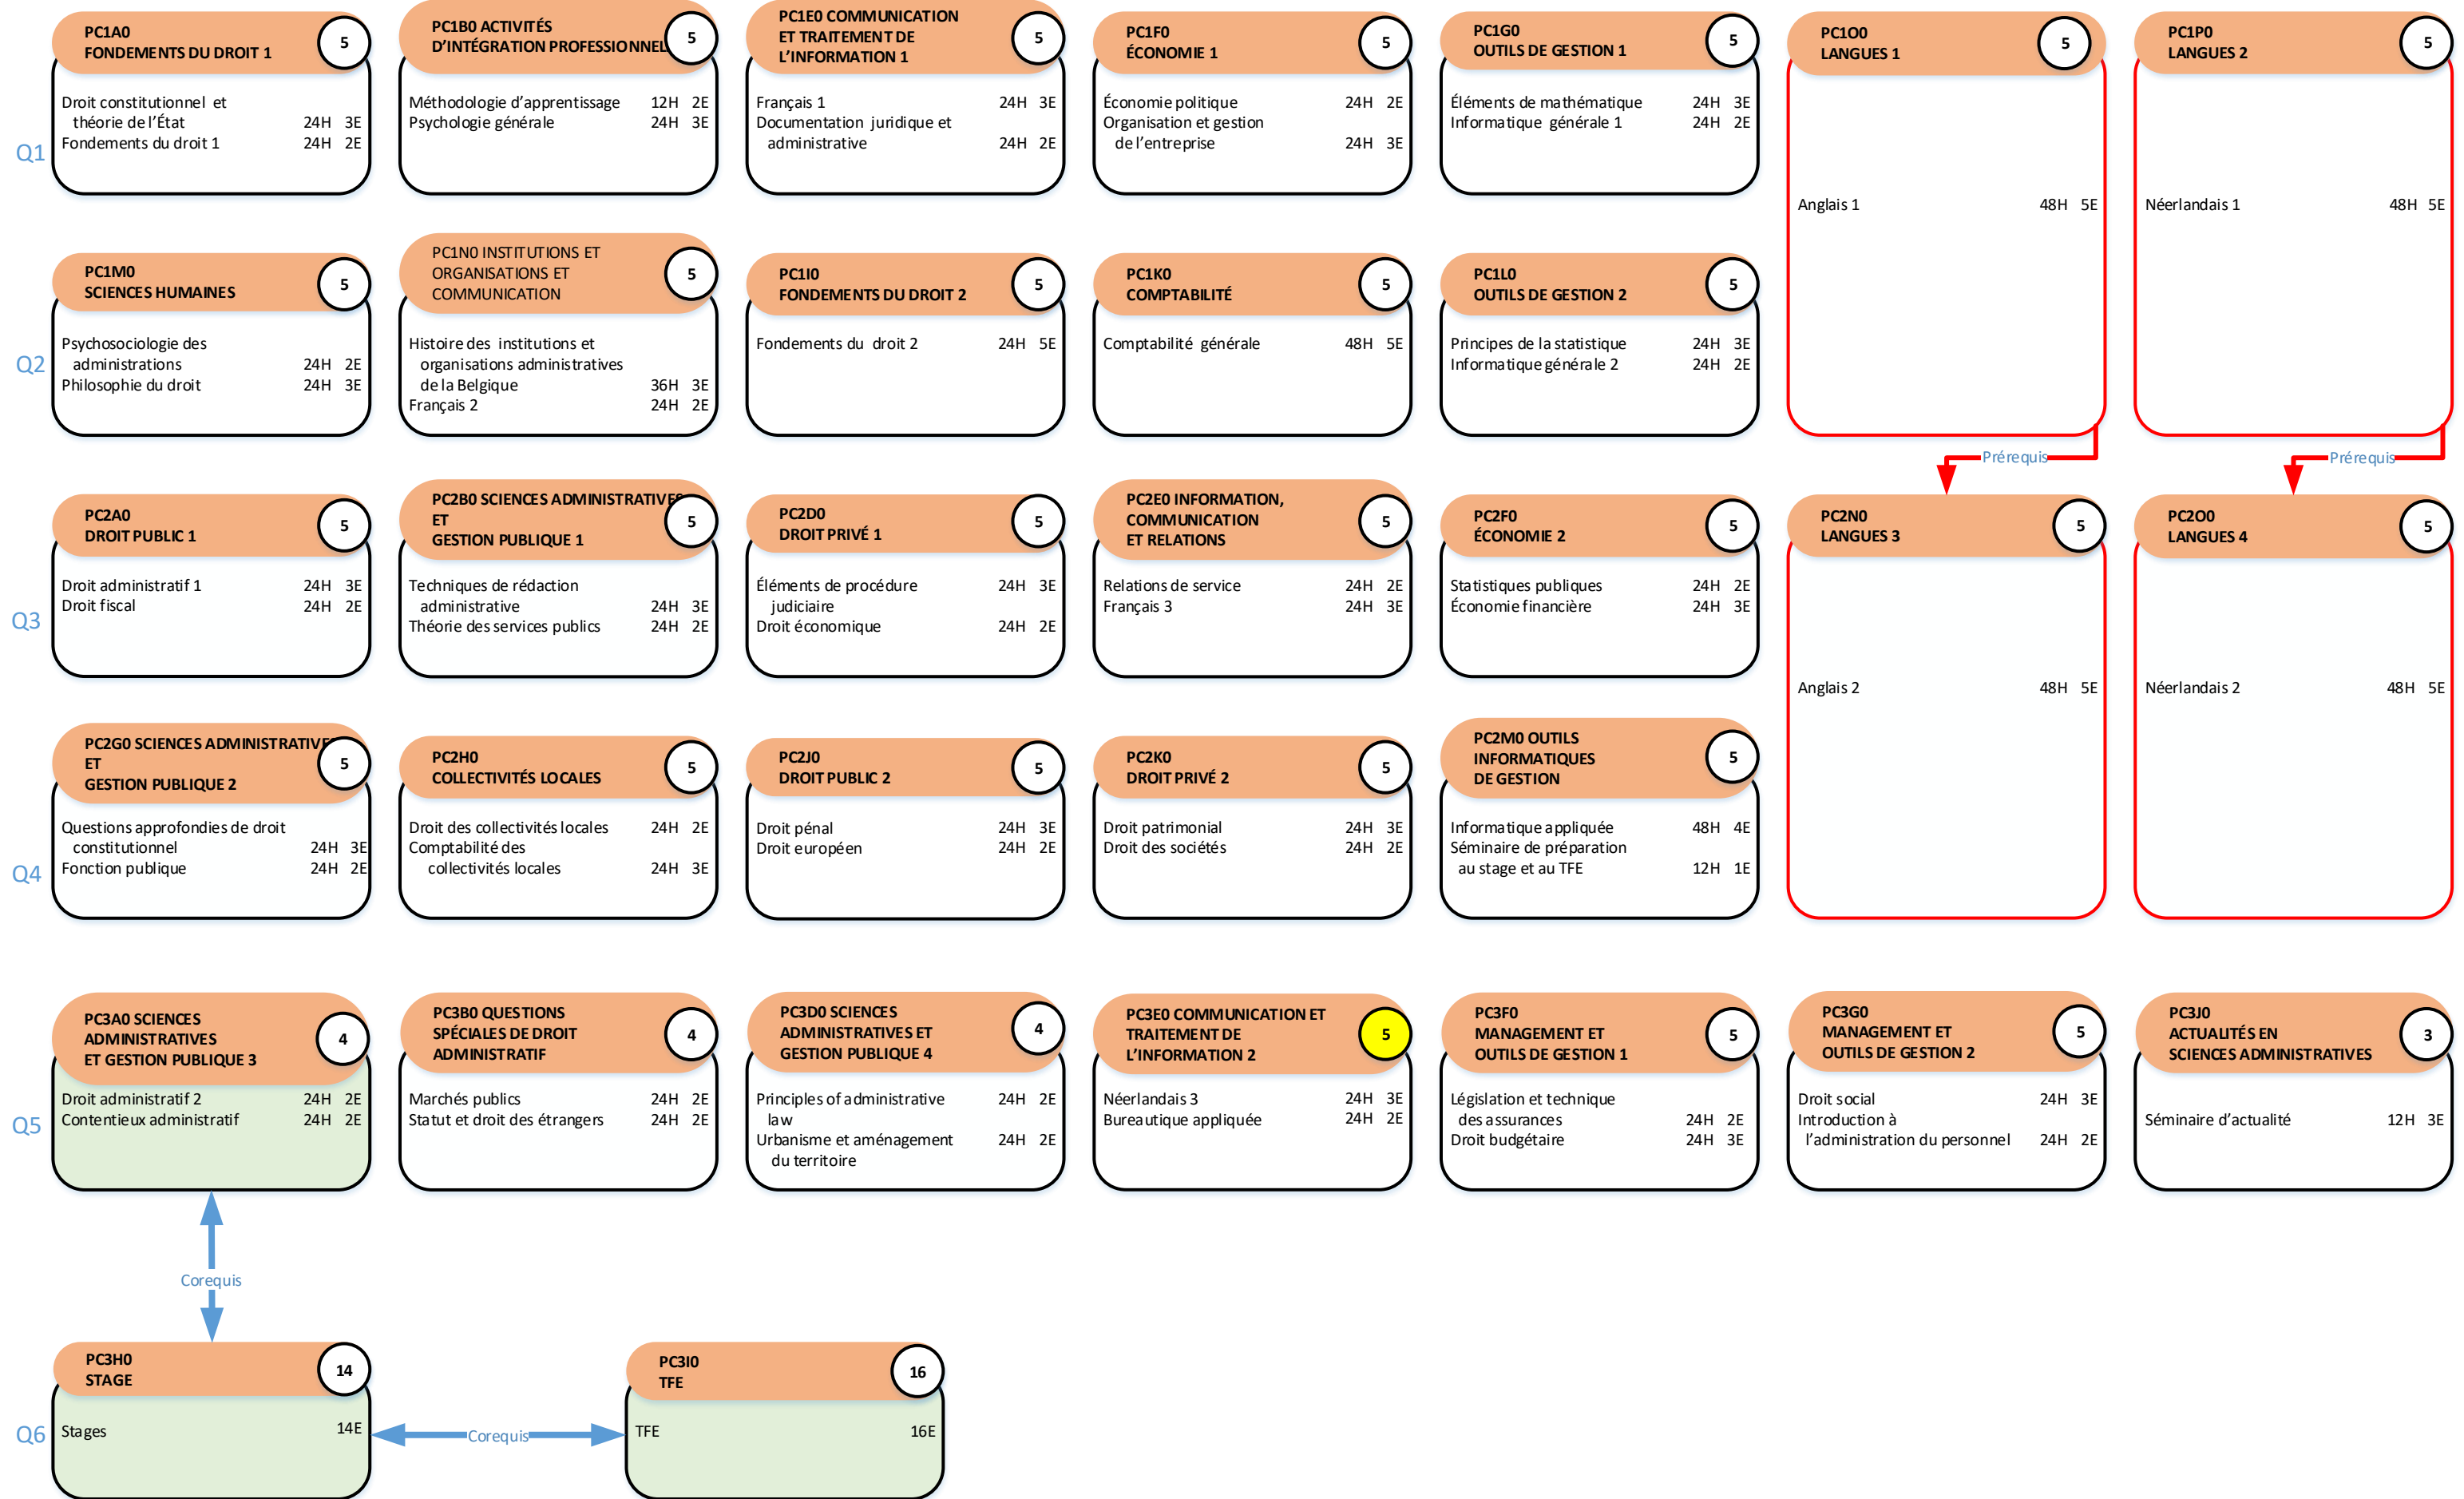 PC1A0
FONDEMENTS DU DROIT 1
5
Droit constitutionnel et
théorie de l'État 24H 3E
Fondements du droit 1 24H 2E
PC1B0 ACTIVITÉS
D'INTÉGRATION PROFESSIONNEL
5
Méthodologie d'apprentissage 12H 2E
Psychologie générale 24H 3E
PC1E0 COMMUNICATION
ET TRAITEMENT DE
L'INFORMATION 1
5
Français 1 24H 3E
Documentation juridique et
administrative 24H 2E
PC1F0
ÉCONOMIE 1
5
Économie politique 24H 2E
Organisation et gestion
de l'entreprise 24H 3E
PC1G0
OUTILS DE GESTION 1
5
Éléments de mathématique 24H 3E
Informatique générale 1 24H 2E
PC1O0
LANGUES 1
5
Anglais 1 48H 5E
PC1P0
LANGUES 2
5
Néerlandais 1 48H 5E
Q1
PC1M0
SCIENCES HUMAINES
5
Psychosociologie des
administrations 24H 2E
Philosophie du droit 24H 3E
PC1N0 INSTITUTIONS ET
ORGANISATIONS ET
COMMUNICATION
5
Histoire des institutions et
organisations administratives
de la Belgique 36H 3E
Français 2 24H 2E
PC1I0
FONDEMENTS DU DROIT 2
5
Fondements du droit 2 24H 5E
PC1K0
COMPTABILITÉ
5
Comptabilité générale 48H 5E
PC1L0
OUTILS DE GESTION 2
5
Principes de la statistique 24H 3E
Informatique générale 2 24H 2E
Q2
Prérequis
Prérequis
PC2A0
DROIT PUBLIC 1
5
Droit administratif 1 24H 3E
Droit fiscal 24H 2E
PC2B0 SCIENCES ADMINISTRATIVES
ET
GESTION PUBLIQUE 1
5
Techniques de rédaction
administrative 24H 3E
Théorie des services publics 24H 2E
PC2D0
DROIT PRIVÉ 1
5
Éléments de procédure 24H 3E
judiciaire
Droit économique 24H 2E
PC2E0 INFORMATION,
COMMUNICATION
ET RELATIONS
5
Relations de service 24H 2E
Français 3 24H 3E
PC2F0
ÉCONOMIE 2
5
Statistiques publiques 24H 2E
Économie financière 24H 3E
PC2N0
LANGUES 3
5
Anglais 2 48H 5E
PC2O0
LANGUES 4
5
Néerlandais 2 48H 5E
Q3
PC2G0 SCIENCES ADMINISTRATIVES
ET
GESTION PUBLIQUE 2
5
Questions approfondies de droit
constitutionnel 24H 3E
Fonction publique 24H 2E
PC2H0
COLLECTIVITÉS LOCALES
5
Droit des collectivités locales 24H 2E
Comptabilité des
collectivités locales 24H 3E
PC2J0
DROIT PUBLIC 2
5
Droit pénal 24H 3E
Droit européen 24H 2E
PC2K0
DROIT PRIVÉ 2
5
Droit patrimonial 24H 3E
Droit des sociétés 24H 2E
PC2M0 OUTILS
INFORMATIQUES
DE GESTION
5
Informatique appliquée 48H 4E
Séminaire de préparation
au stage et au TFE 12H 1E
Q4
PC3A0 SCIENCES
ADMINISTRATIVES
ET GESTION PUBLIQUE 3
4
Droit administratif 2 24H 2E
Contentieux administratif 24H 2E
PC3B0 QUESTIONS
SPÉCIALES DE DROIT
ADMINISTRATIF
4
Marchés publics 24H 2E
Statut et droit des étrangers 24H 2E
PC3D0 SCIENCES
ADMINISTRATIVES ET
GESTION PUBLIQUE 4
4
Principles of administrative 24H 2E
law
Urbanisme et aménagement 24H 2E
du territoire
PC3E0 COMMUNICATION ET
TRAITEMENT DE
L'INFORMATION 2
5
Néerlandais 3 24H 3E
Bureautique appliquée 24H 2E
PC3F0
MANAGEMENT ET
OUTILS DE GESTION 1
5
Législation et technique
des assurances 24H 2E
Droit budgétaire 24H 3E
PC3G0
MANAGEMENT ET
OUTILS DE GESTION 2
5
Droit social 24H 3E
Introduction à
l'administration du personnel 24H 2E
PC3J0
ACTUALITÉS EN
SCIENCES ADMINISTRATIVES
3
Séminaire d'actualité 12H 3E
Q5
Corequis
PC3H0
STAGE
14
Stages 14E
Corequis
PC3I0
TFE
16
TFE 16E
Q6